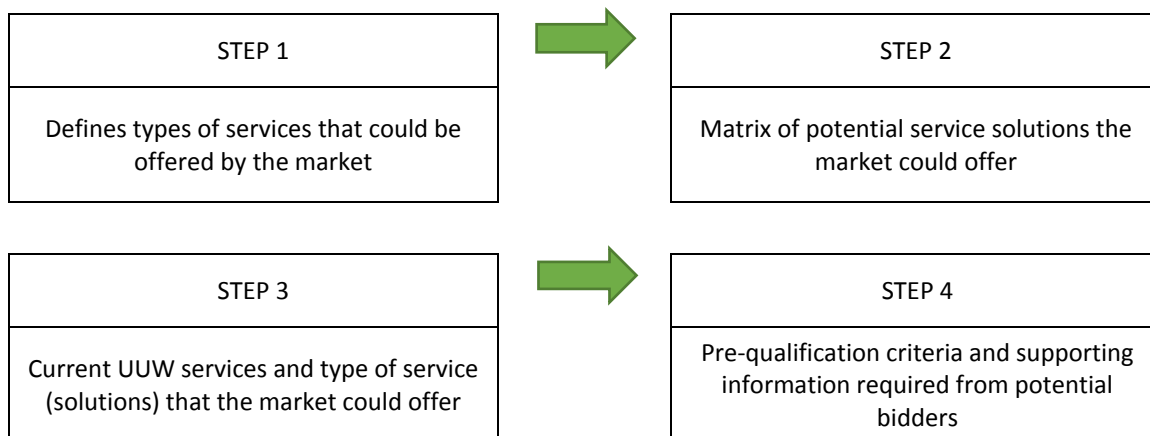 STEP 1
Defines types of services that could be
offered by the market
STEP 2
Matrix of potential service solutions the
market could offer
STEP 3
Current UUW services and type of service
(solutions) that the market could offer
STEP 4
Pre-qualification criteria and supporting
information required from potential
bidders